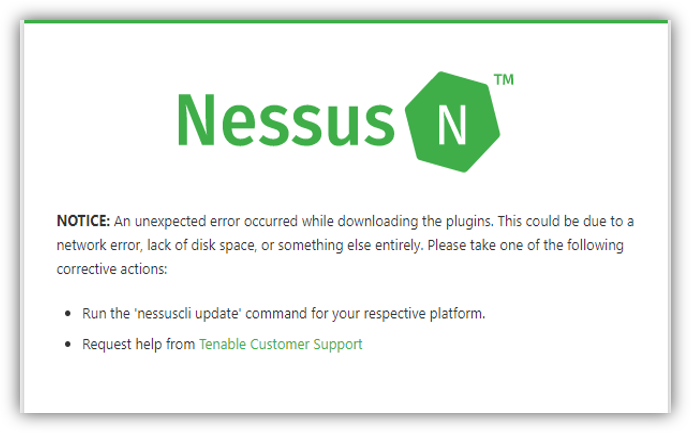 Nessus N TM
NOTICE: An unexpected error occurred while downloading the plugins. This could be due to a
network error, lack of disk space, or something else entirely. Please take one of the following
corrective actions:
• Run the 'nessuscli update' command for your respective platform.
• Request help from Tenable Customer Support